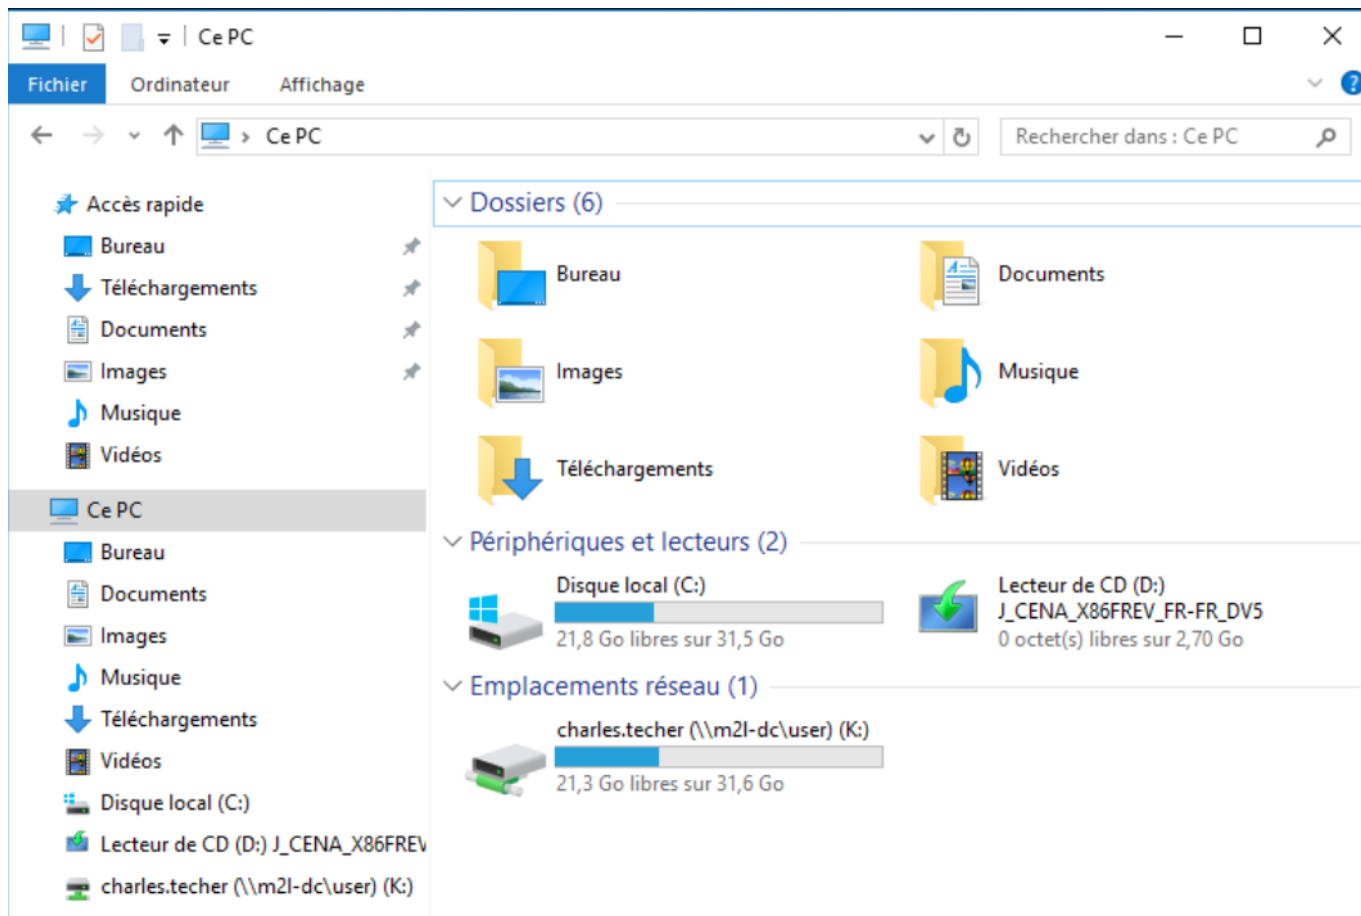 Ce PC
Fichier Ordinateur Affichage ?
Ce PC Rechercher dans : Ce PC
Accès rapide
Bureau
Téléchargements
Documents
Images
Musique
Vidéos
Ce PC
Bureau
Documents
Images
Musique
Téléchargements
Vidéos
Disque local (C:)
Lecteur de CD (D:) J_CENA_X86FREV
charles.techer (\\m2l-dc\user) (K:)
Dossiers (6)
Bureau
Documents
Images
Musique
Téléchargements
Vidéos
Périphériques et lecteurs (2)
Disque local (C:)
21,8 Go libres sur 31,5 Go
Lecteur de CD (D:)
J_CENA_X86FREV_FR-FR_DV5
0 octet(s) libres sur 2,70 Go
Emplacements réseau (1)
charles.techer (\\m2l-dc\user) (K:)
21,3 Go libres sur 31,6 Go